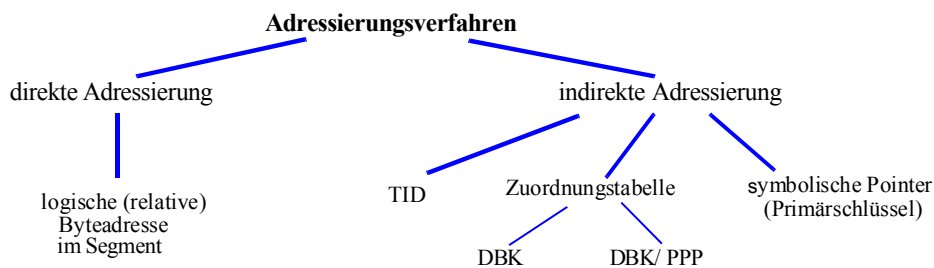 Adressierungsverfahren
direkte Adressierung
indirekte Adressierung
logische (relative)
Byteadresse
im Segment
TID
Zuordnungstabelle
symbolische Pointer
(Primärschlüssel)
DBK
DBK/ PPP